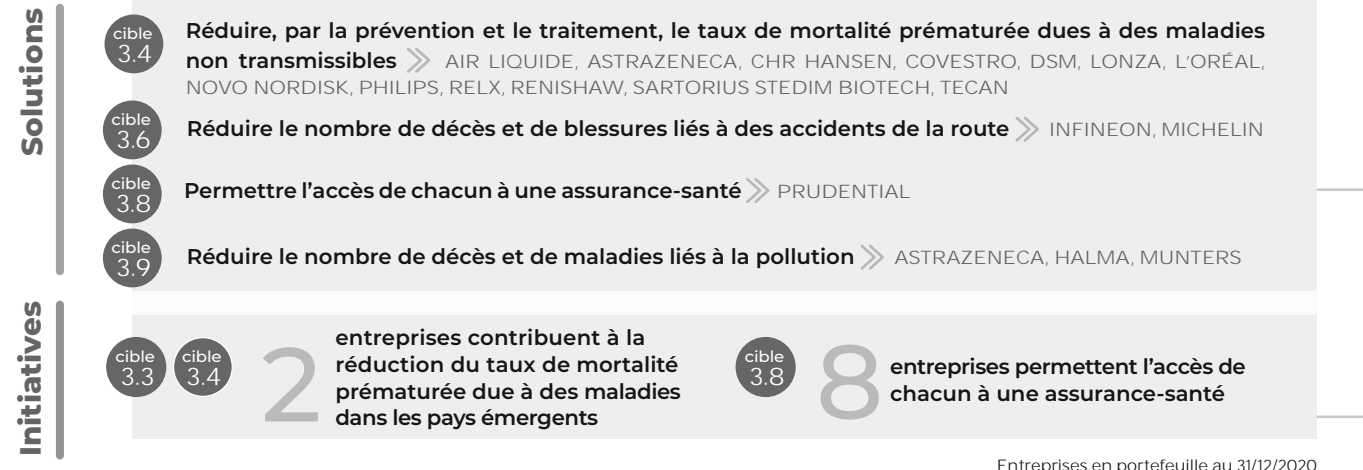 Solutions
cible
3.4
Réduire, par la prévention et le traitement, le taux de mortalité prématurée dues à des maladies
non transmissibles AIR LIQUIDE, ASTRAZENECA, CHR HANSEN, COVESTRO, DSM, LONZA, L'ORÉAL,
NOVO NORDISK, PHILIPS, RELX, RENISHAW, SARTORIUS STEDIM BIOTECH, TECAN
cible
3.6
Réduire le nombre de décès et de blessures liés à des accidents de la route INFINEON, MICHELIN
cible
3.8
Permettre l'accès de chacun à une assurance-santé PRUDENTIAL
cible
3.9
Réduire le nombre de décès et de maladies liés à la pollution ASTRAZENECA, HALMA, MUNTERS
Initiatives
cible
3.3
cible
3.4
2
entreprises contribuent à la
réduction du taux de mortalité
prématurée due à des maladies
dans les pays émergents
cible
3.8
8
entreprises permettent l'accès de
chacun à une assurance-santé
Entreprises en portefeuille au 31/12/2020